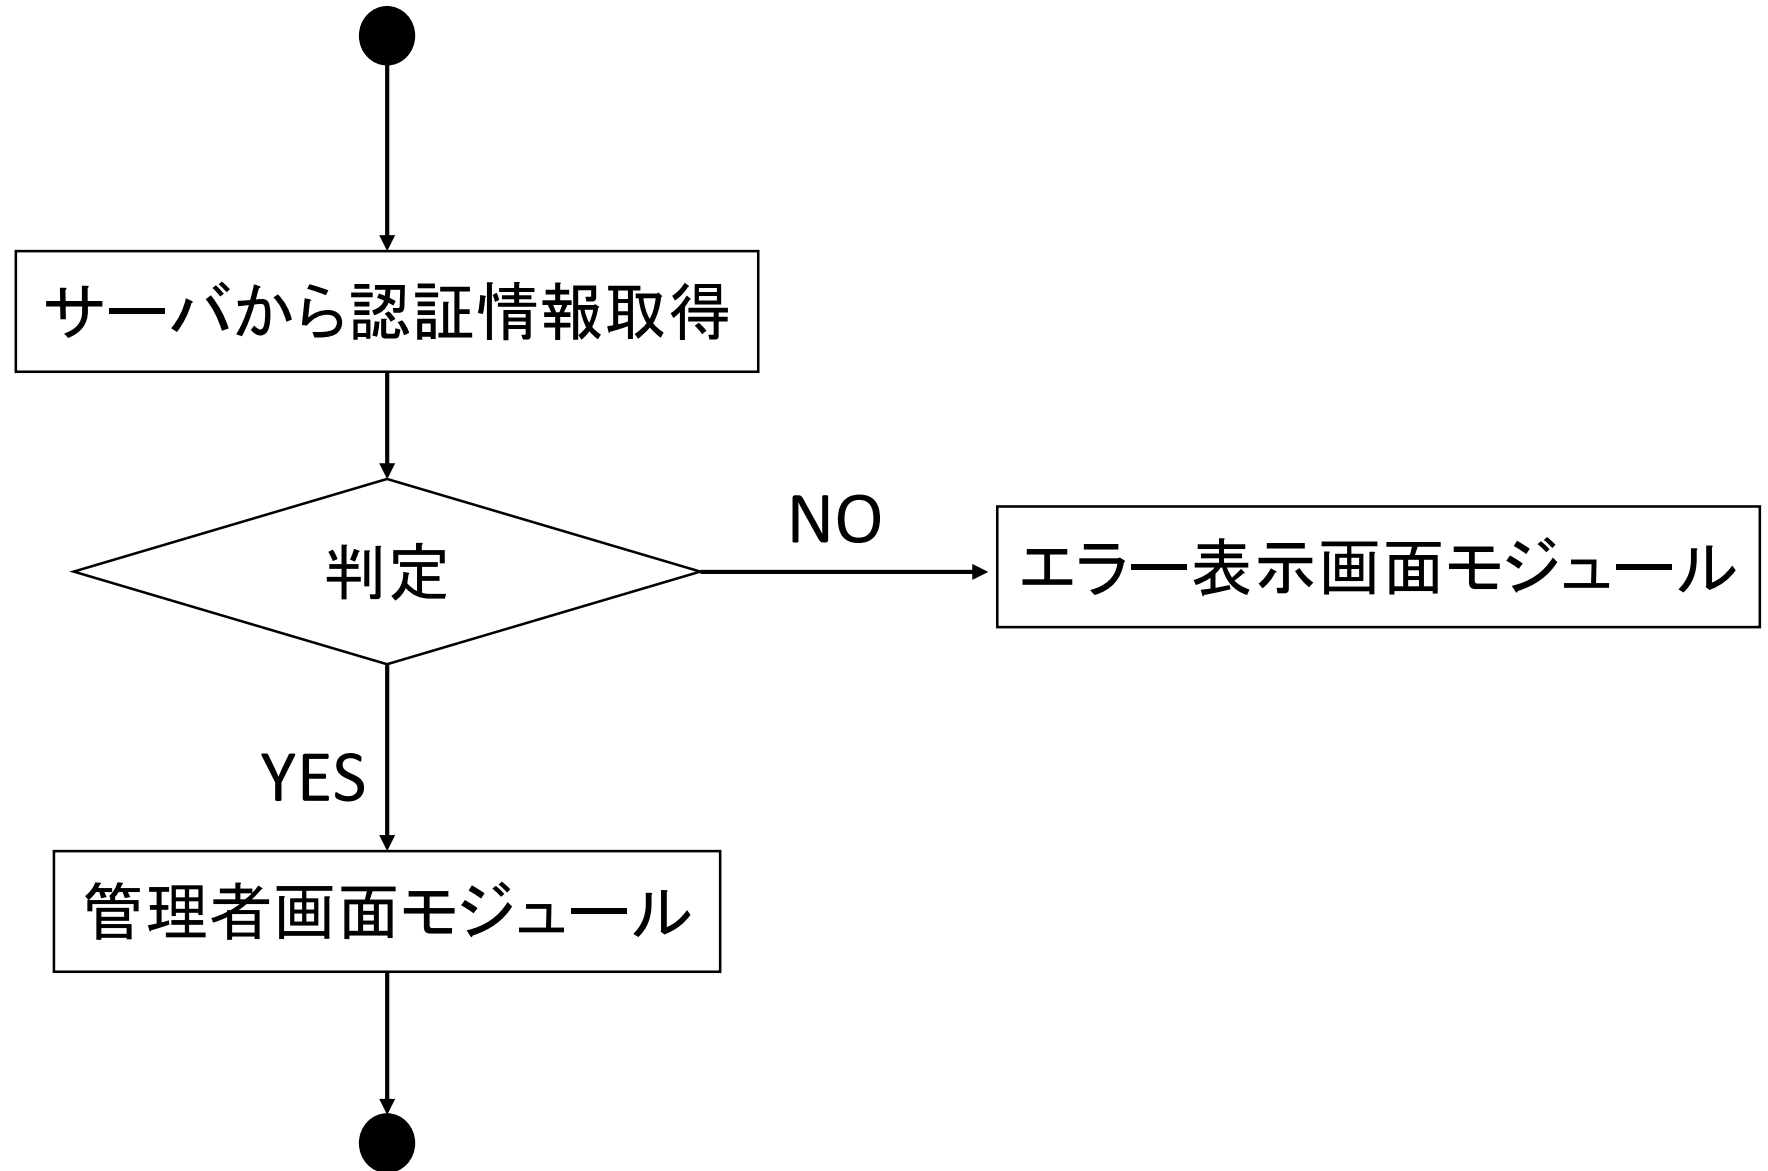 サーバから認証情報取得
判定
NO
エラー表示画面モジュール
YES
管理者画面モジュール